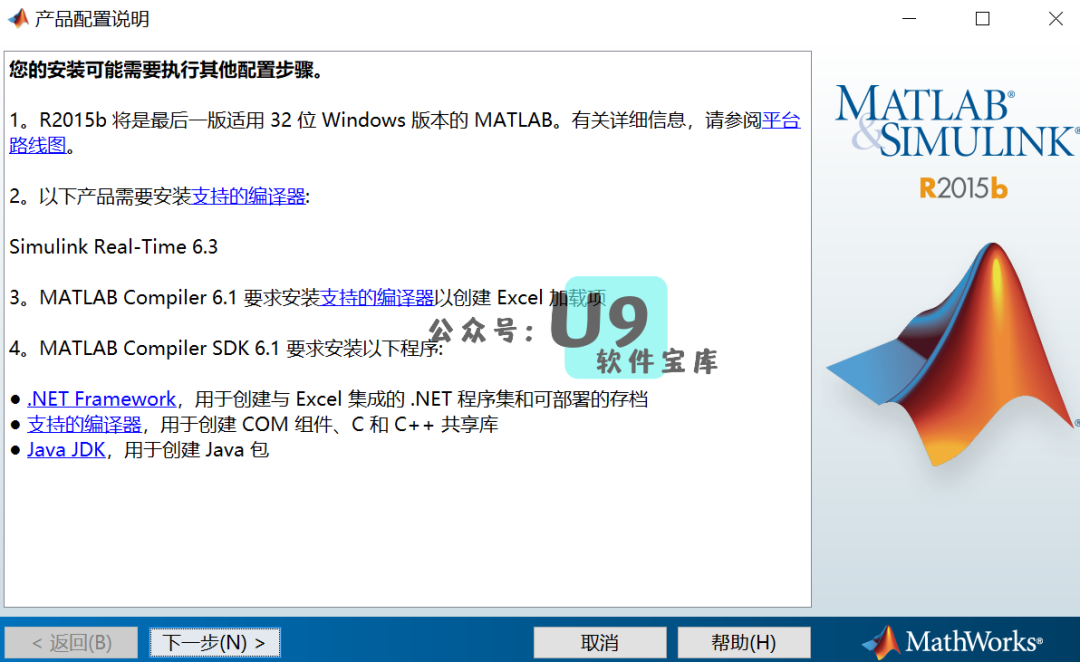 产品配置说明
您的安装可能需要执行其他配置步骤。
1。R2015b 将是最后一版适用 32 位 Windows 版本的 MATLAB。有关详细信息，请参阅平台
路线图。
2。以下产品需要安装支持的编译器:
Simulink Real-Time 6.3
3。MATLAB Compiler 6.1 要求安装支持的编译器以创建 Excel 加载项
4。MATLAB Compiler SDK 6.1 要求安装以下程序:
● .NET Framework，用于创建与 Excel 集成的 .NET 程序集和可部署的存档
● 支持的编译器，用于创建 COM 组件、C 和 C++ 共享库
● Java JDK，用于创建 Java 包
公众号：U9
软件宝库
MATLAB®
&SIMULINK®
R2015b
®
< 返回(B)
下一步(N) >
取消
帮助(H)
MathWorks®